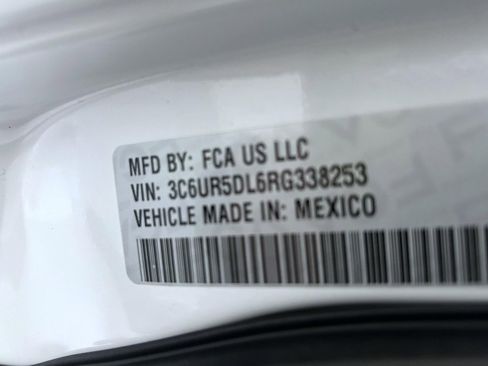 MFD BY: FCA US LLC
VIN: 3C6UR5DL6RG338253
VEHICLE MADE IN: MEXICO